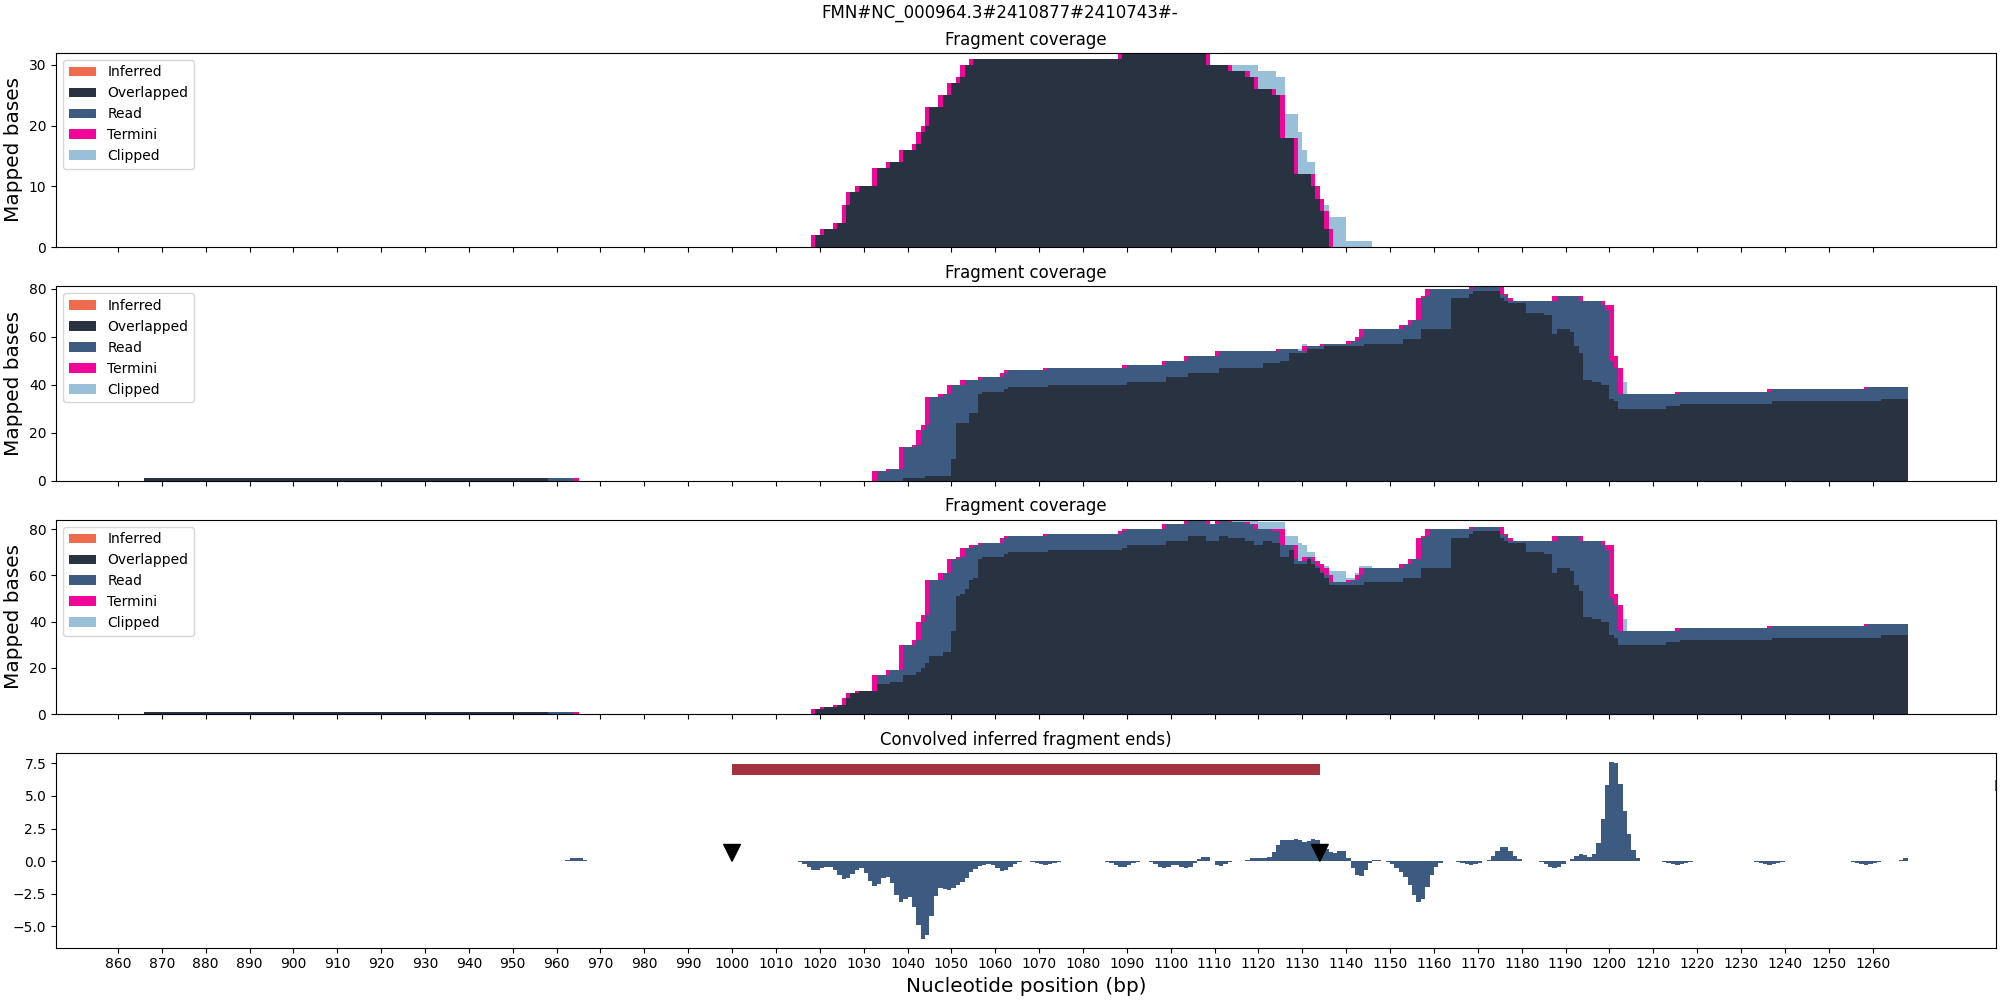 FMN#NC_000964.3#2410877#2410743#-
Fragment coverage
Mapped bases
30
20
10
0
Inferred
Overlapped
Read
Termini
Clipped
Fragment coverage
Mapped bases
80
60
40
20
0
Inferred
Overlapped
Read
Termini
Clipped
Fragment coverage
Mapped bases
80
60
40
20
0
Inferred
Overlapped
Read
Termini
Clipped
Convolved inferred fragment ends)
7.5
5.0
2.5
0.0
−2.5
−5.0
860 870 880 890 900 910 920 930 940 950 960 970 980 990 1000 1010 1020 1030 1040 1050 1060 1070 1080 1090 1100 1110 1120 1130 1140 1150 1160 1170 1180 1190 1200 1210 1220 1230 1240 1250 1260
Nucleotide position (bp)